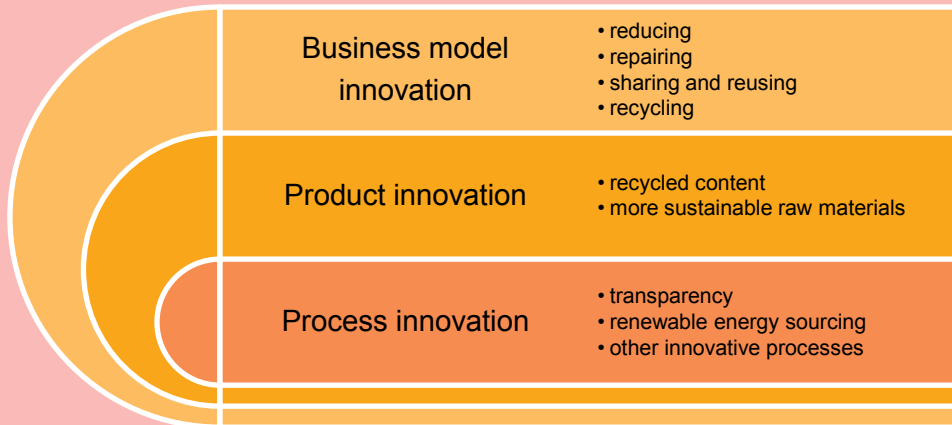 Business model
innovation
• reducing
• repairing
• sharing and reusing
• recycling
Product innovation
• recycled content
• more sustainable raw materials
Process innovation
• transparency
• renewable energy sourcing
• other innovative processes